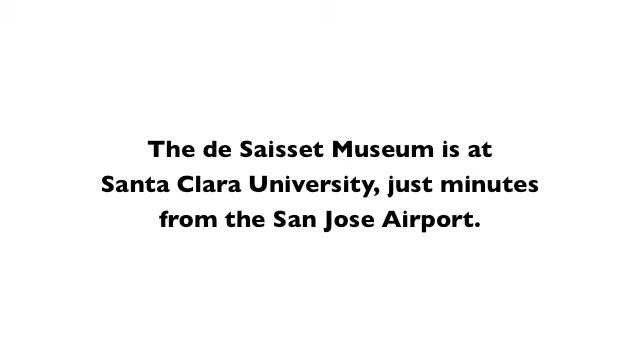 The de Saisset Museum is at
Santa Clara University, just minutes
from the San Jose Airport.